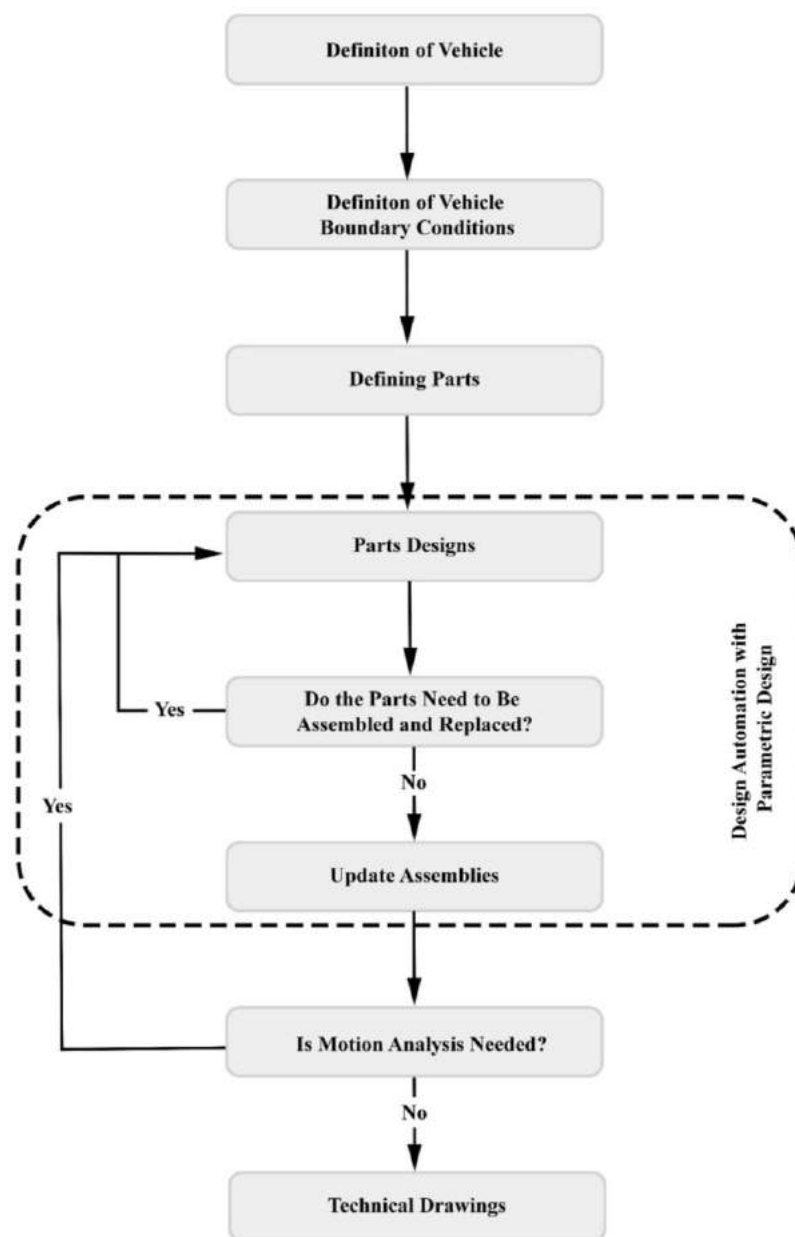 Definiton of Vehicle
Definiton of Vehicle
Boundary Conditions
Defining Parts
Parts Designs
Do the Parts Need to Be
Assembled and Replaced?
Yes
No
Yes
Update Assemblies
Design Automation with
Parametric Design
Is Motion Analysis Needed?
No
Technical Drawings